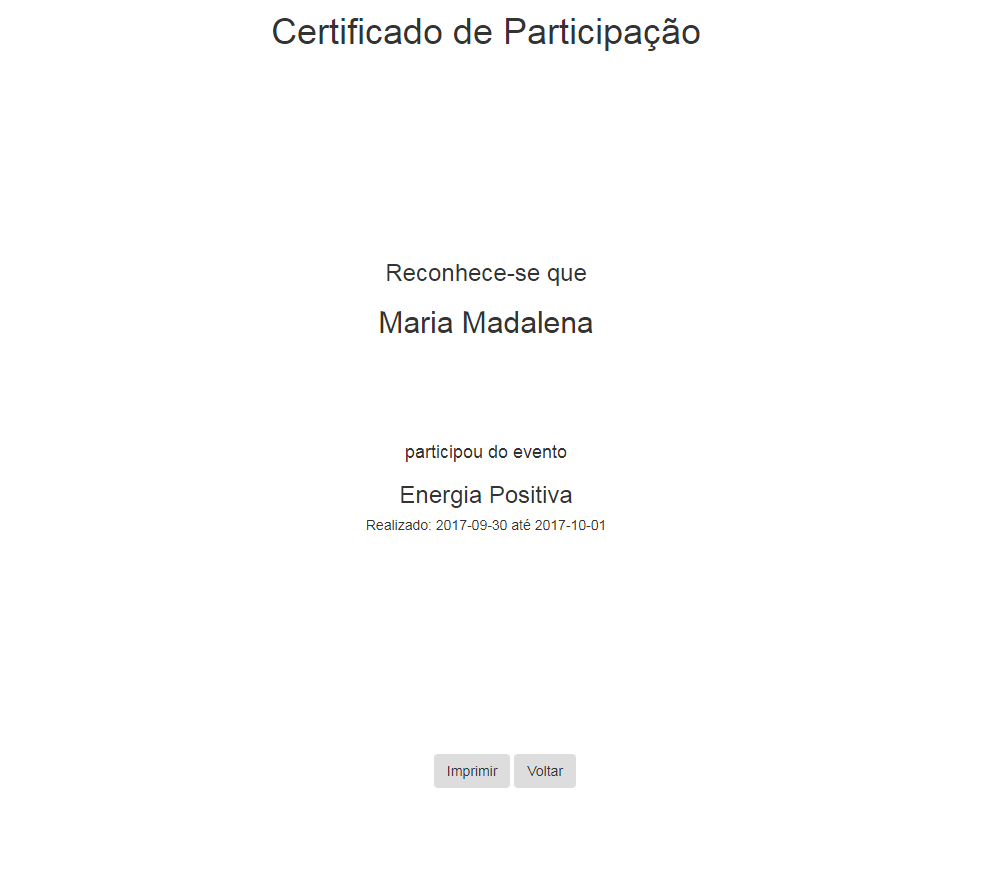 Certificado de Participação
Reconhece-se que
Maria Madalena
participou do evento
Energia Positiva
Realizado: 2017-09-30 até 2017-10-01
Imprimir Voltar